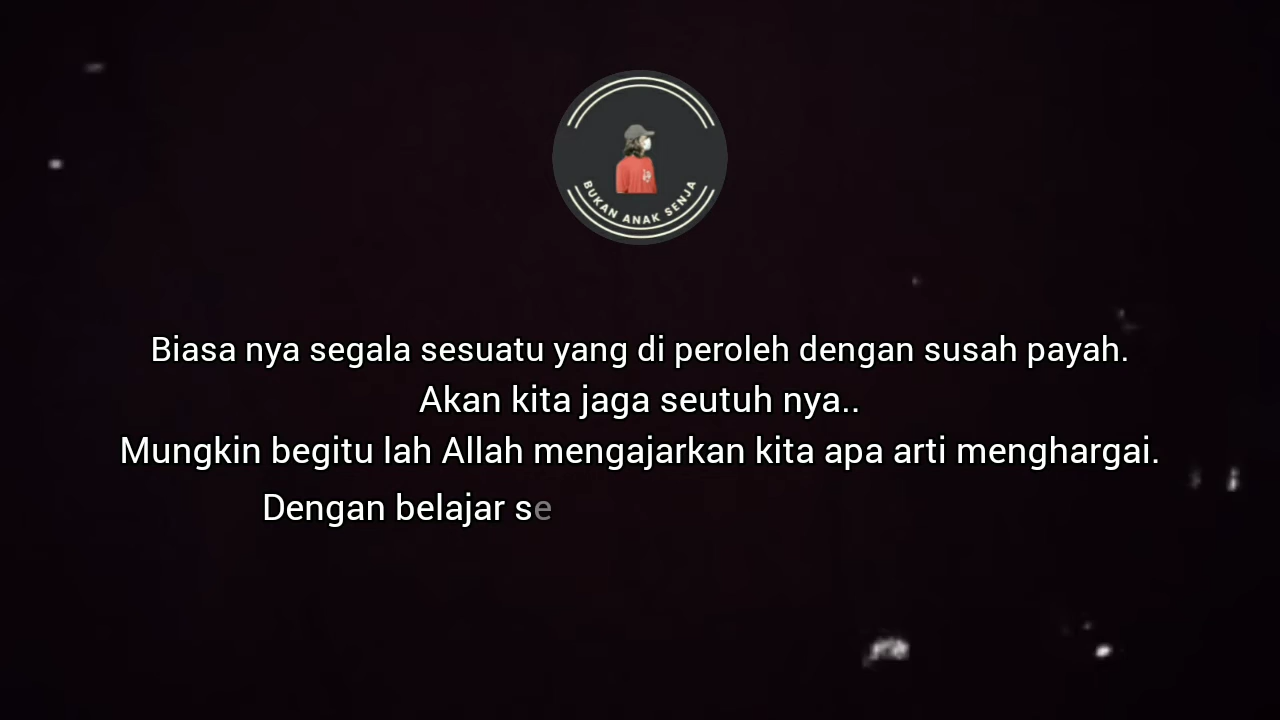 BUKAN ANAK SENJA
Biasa nya segala sesuatu yang di peroleh dengan susah payah.
Akan kita jaga seutuh nya..
Mungkin begitu lah Allah mengajarkan kita apa arti menghargai.
Dengan belajar se